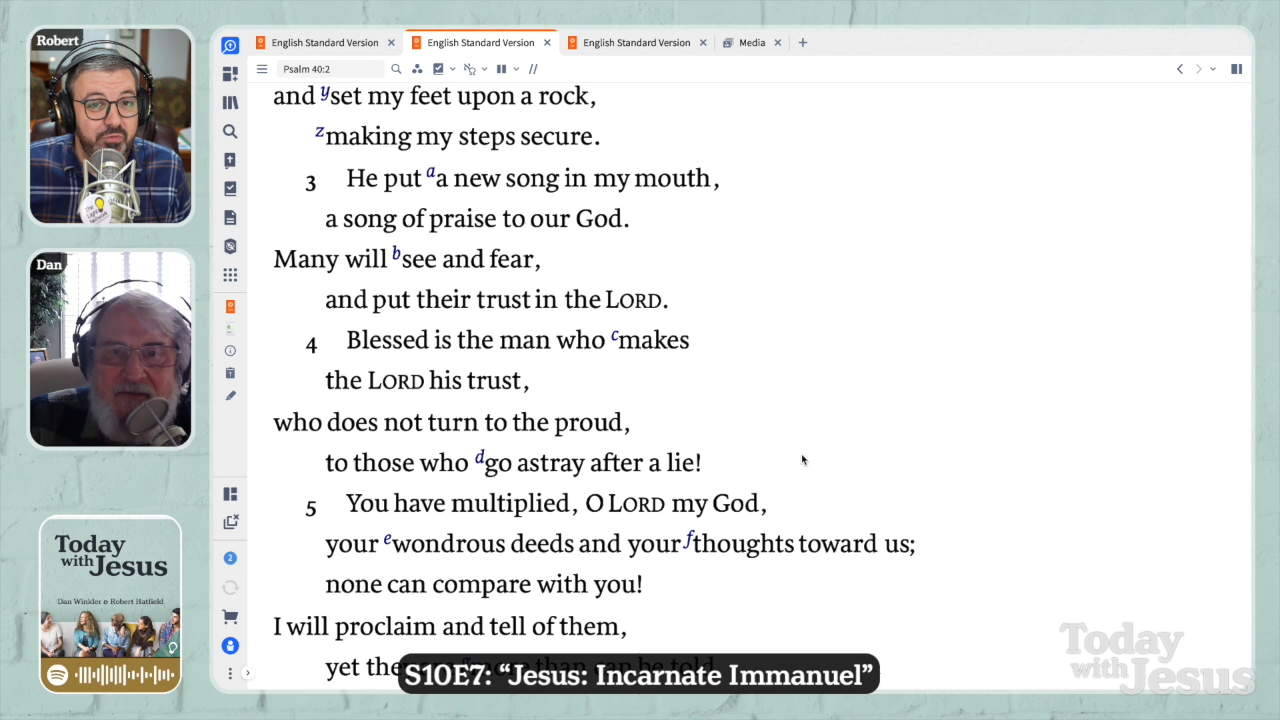 Robert
Dan
Today
with Jesus
Dan Winkler & Robert Hatfield
English Standard Version
English Standard Version
English Standard Version
Media
Psalm 40:2
and y set my feet upon a rock,
z making my steps secure.
3 He put a a new song in my mouth,
a song of praise to our God.
Many will b see and fear,
and put their trust in the LORD.
4 Blessed is the man who c makes
the LORD his trust,
who does not turn to the proud,
to those who d go astray after a lie!
5 You have multiplied, O LORD my God,
your e wondrous deeds and your f thoughts toward us;
none can compare with you!
I will proclaim and tell of them,
yet they
2
S10E7: “Jesus: Incarnate Immanuel”
Today
with Jesus